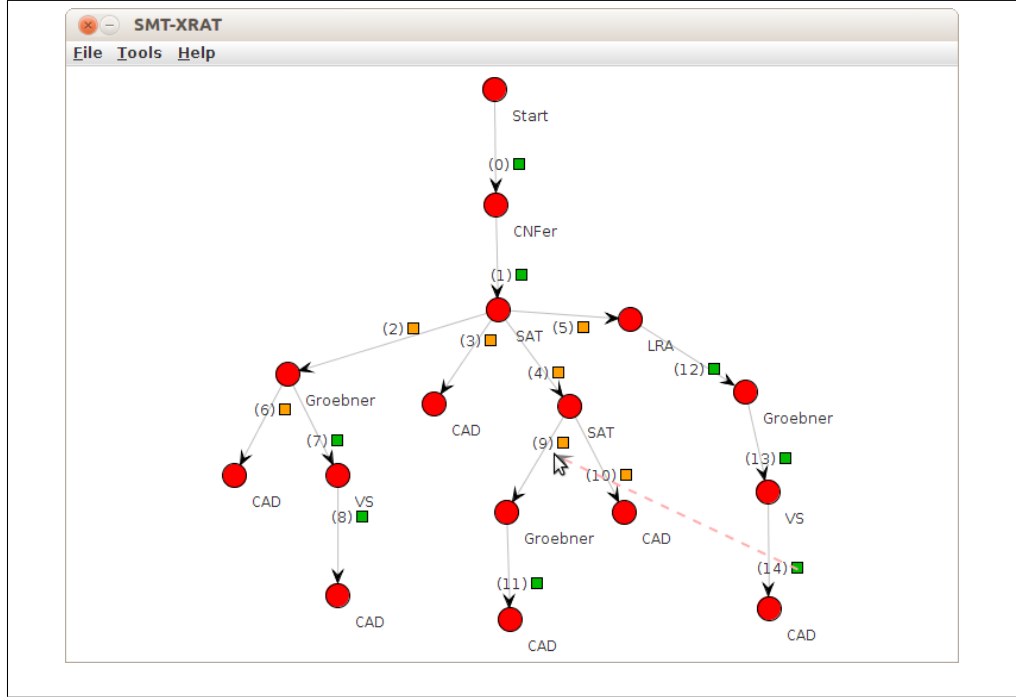 SMT-XRAT
File Tools Help
Start
(0)
CNFer
(1)
SAT
(2)
(3)
(5)
LRA
(4)
(12)
Groebner
(6)
CAD
SAT
Groebner
(7)
(9)
(13)
CAD
VS
(10)
VS
(8)
Groebner
CAD
(14)
(11)
CAD
CAD
CAD